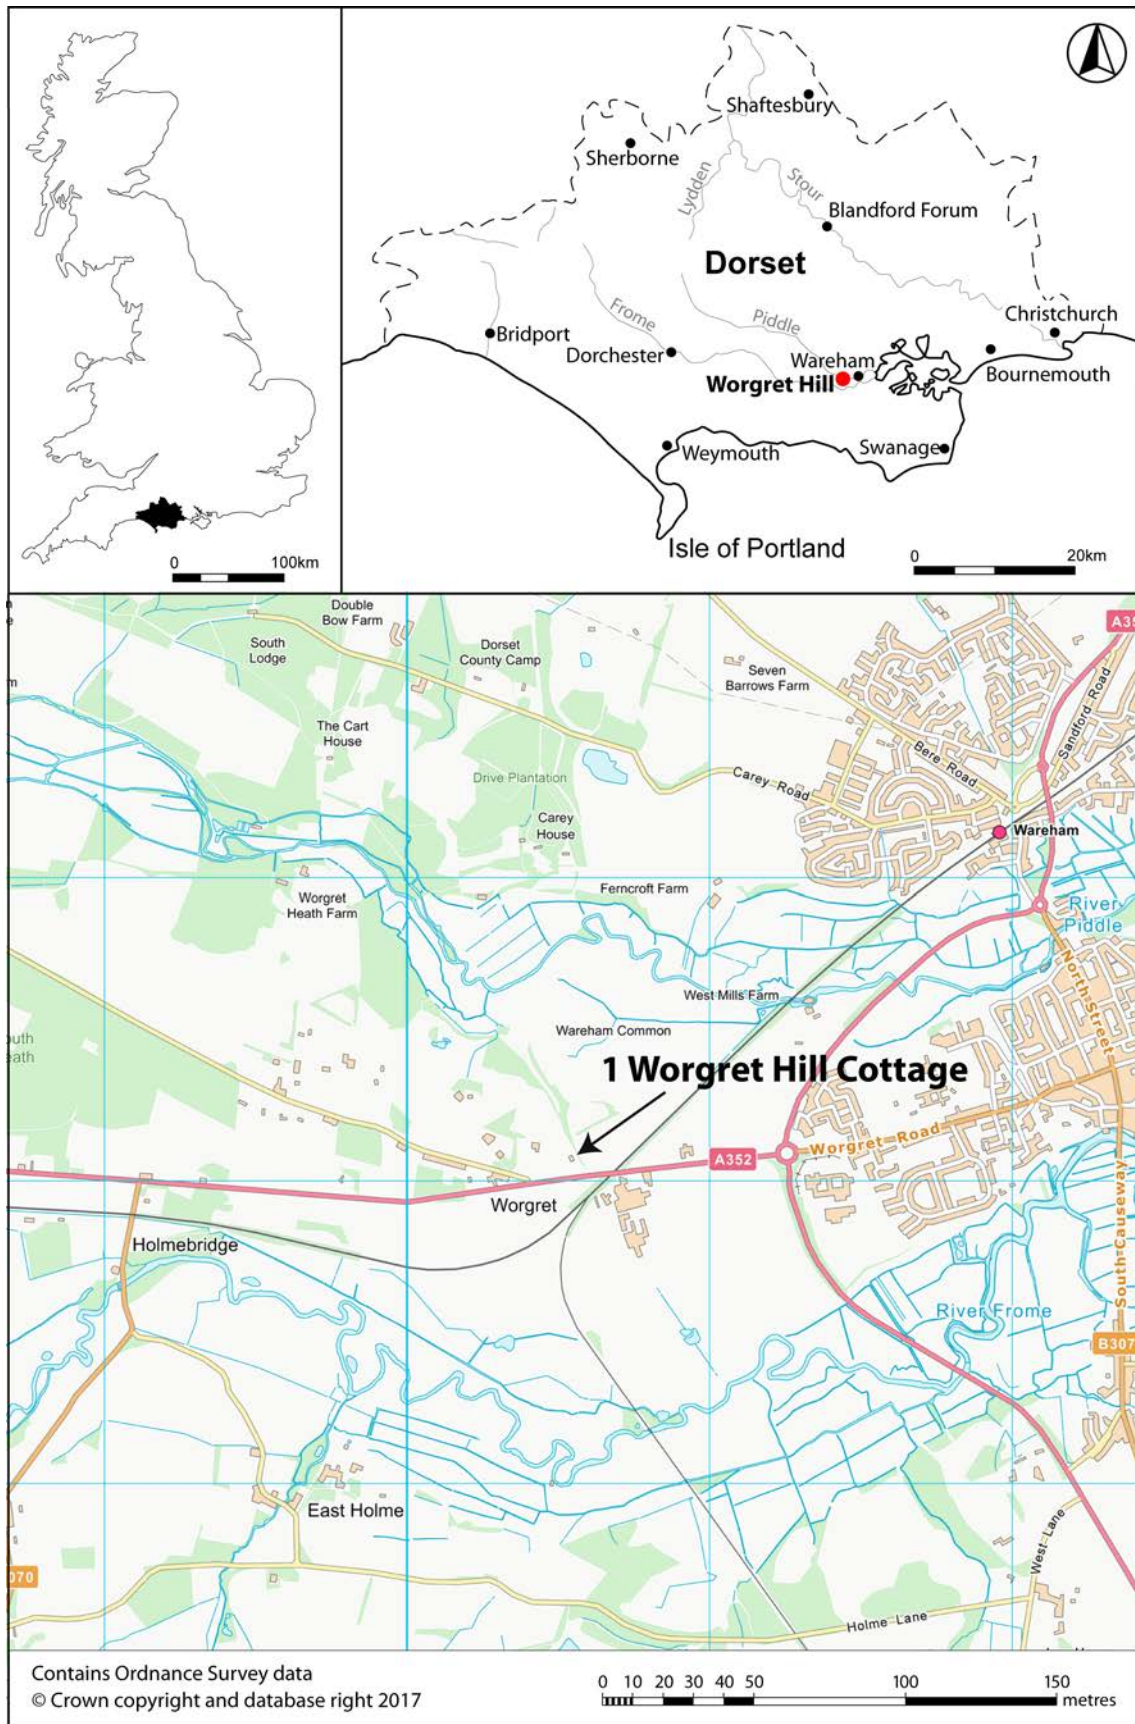 Shaftesbury
Sherborne
Lydden
Stour
Blandford Forum
Dorset
Christchurch
Frome
Piddle
Bridport
Dorchester
Wareham
Bournemouth
Worgret Hill
Weymouth
Swanage
Isle of Portland
0 100km
0 20km
Double
Bow Farm
South
Lodge
Dorset
County Camp
Seven
Barrows Farm
Sandford Road
The Cart
House
Bere Road
Drive Plantation
Carey Road
Carey
House
Wareham
Ferncroft Farm
Worgret
Heath Farm
River
Piddle
West Mills Farm
North Street
Wareham Common
1 Worgret Hill Cottage
Worgret Road
A352
Worgret
Holmebridge
South Causeway
River Frome
B307
East Holme
West Lane
070
Holme Lane
Contains Ordnance Survey data
© Crown copyright and database right 2017
0 10 20 30 40 50 100 150
metres